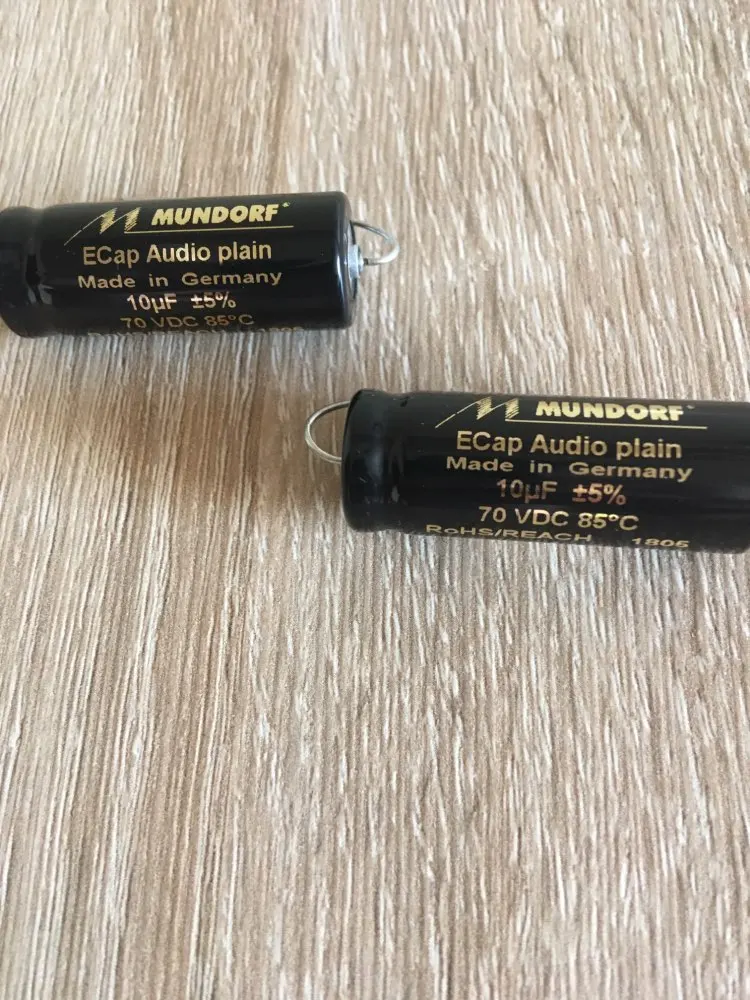 MUNDORF
ECap Audio plain
Made in Germany
10µF ±5%
70 VDC 85°C
MUNDORF
ECap Audio plain
Made in Germany
10µF ±5%
70 VDC 85°C
RoHS/REACH 1805